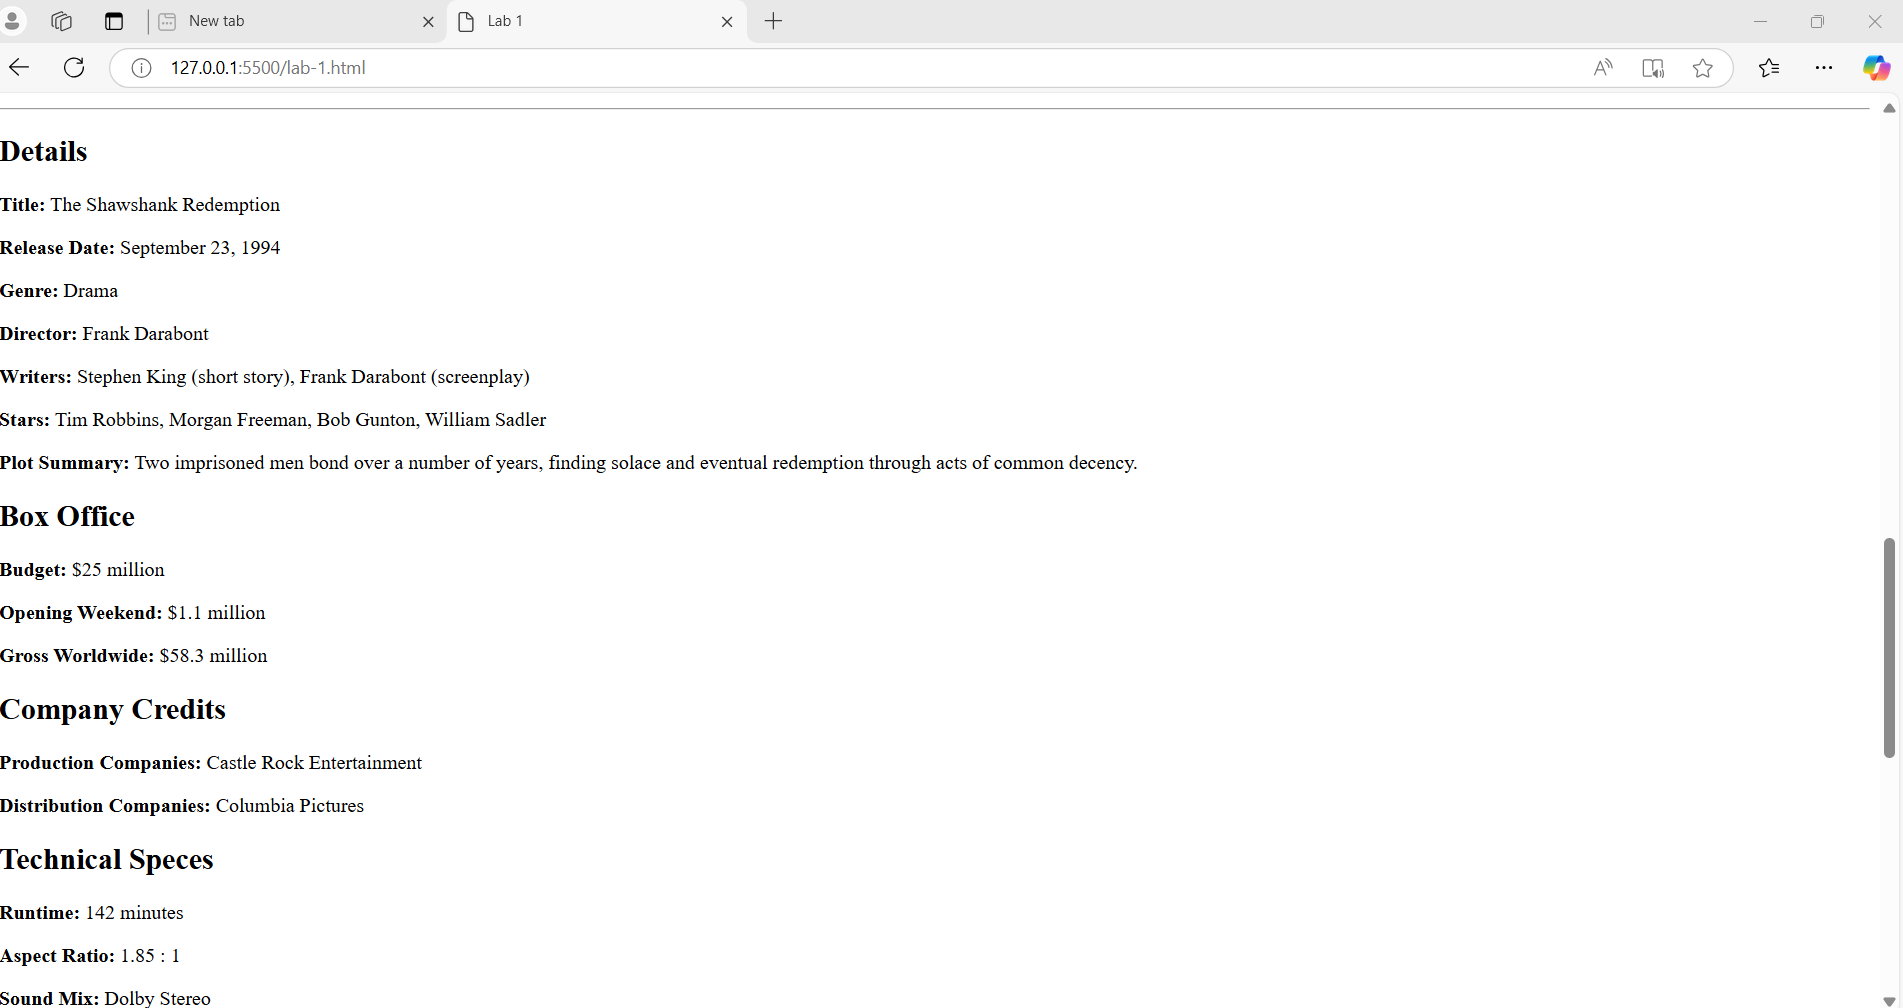 New tab
Lab 1
127.0.0.1:5500/lab-1.html
Details
Title: The Shawshank Redemption
Release Date: September 23, 1994
Genre: Drama
Director: Frank Darabont
Writers: Stephen King (short story), Frank Darabont (screenplay)
Stars: Tim Robbins, Morgan Freeman, Bob Gunton, William Sadler
Plot Summary: Two imprisoned men bond over a number of years, finding solace and eventual redemption through acts of common decency.
Box Office
Budget: $25 million
Opening Weekend: $1.1 million
Gross Worldwide: $58.3 million
Company Credits
Production Companies: Castle Rock Entertainment
Distribution Companies: Columbia Pictures
Technical Speces
Runtime: 142 minutes
Aspect Ratio: 1.85 : 1
Sound Mix: Dolby Stereo